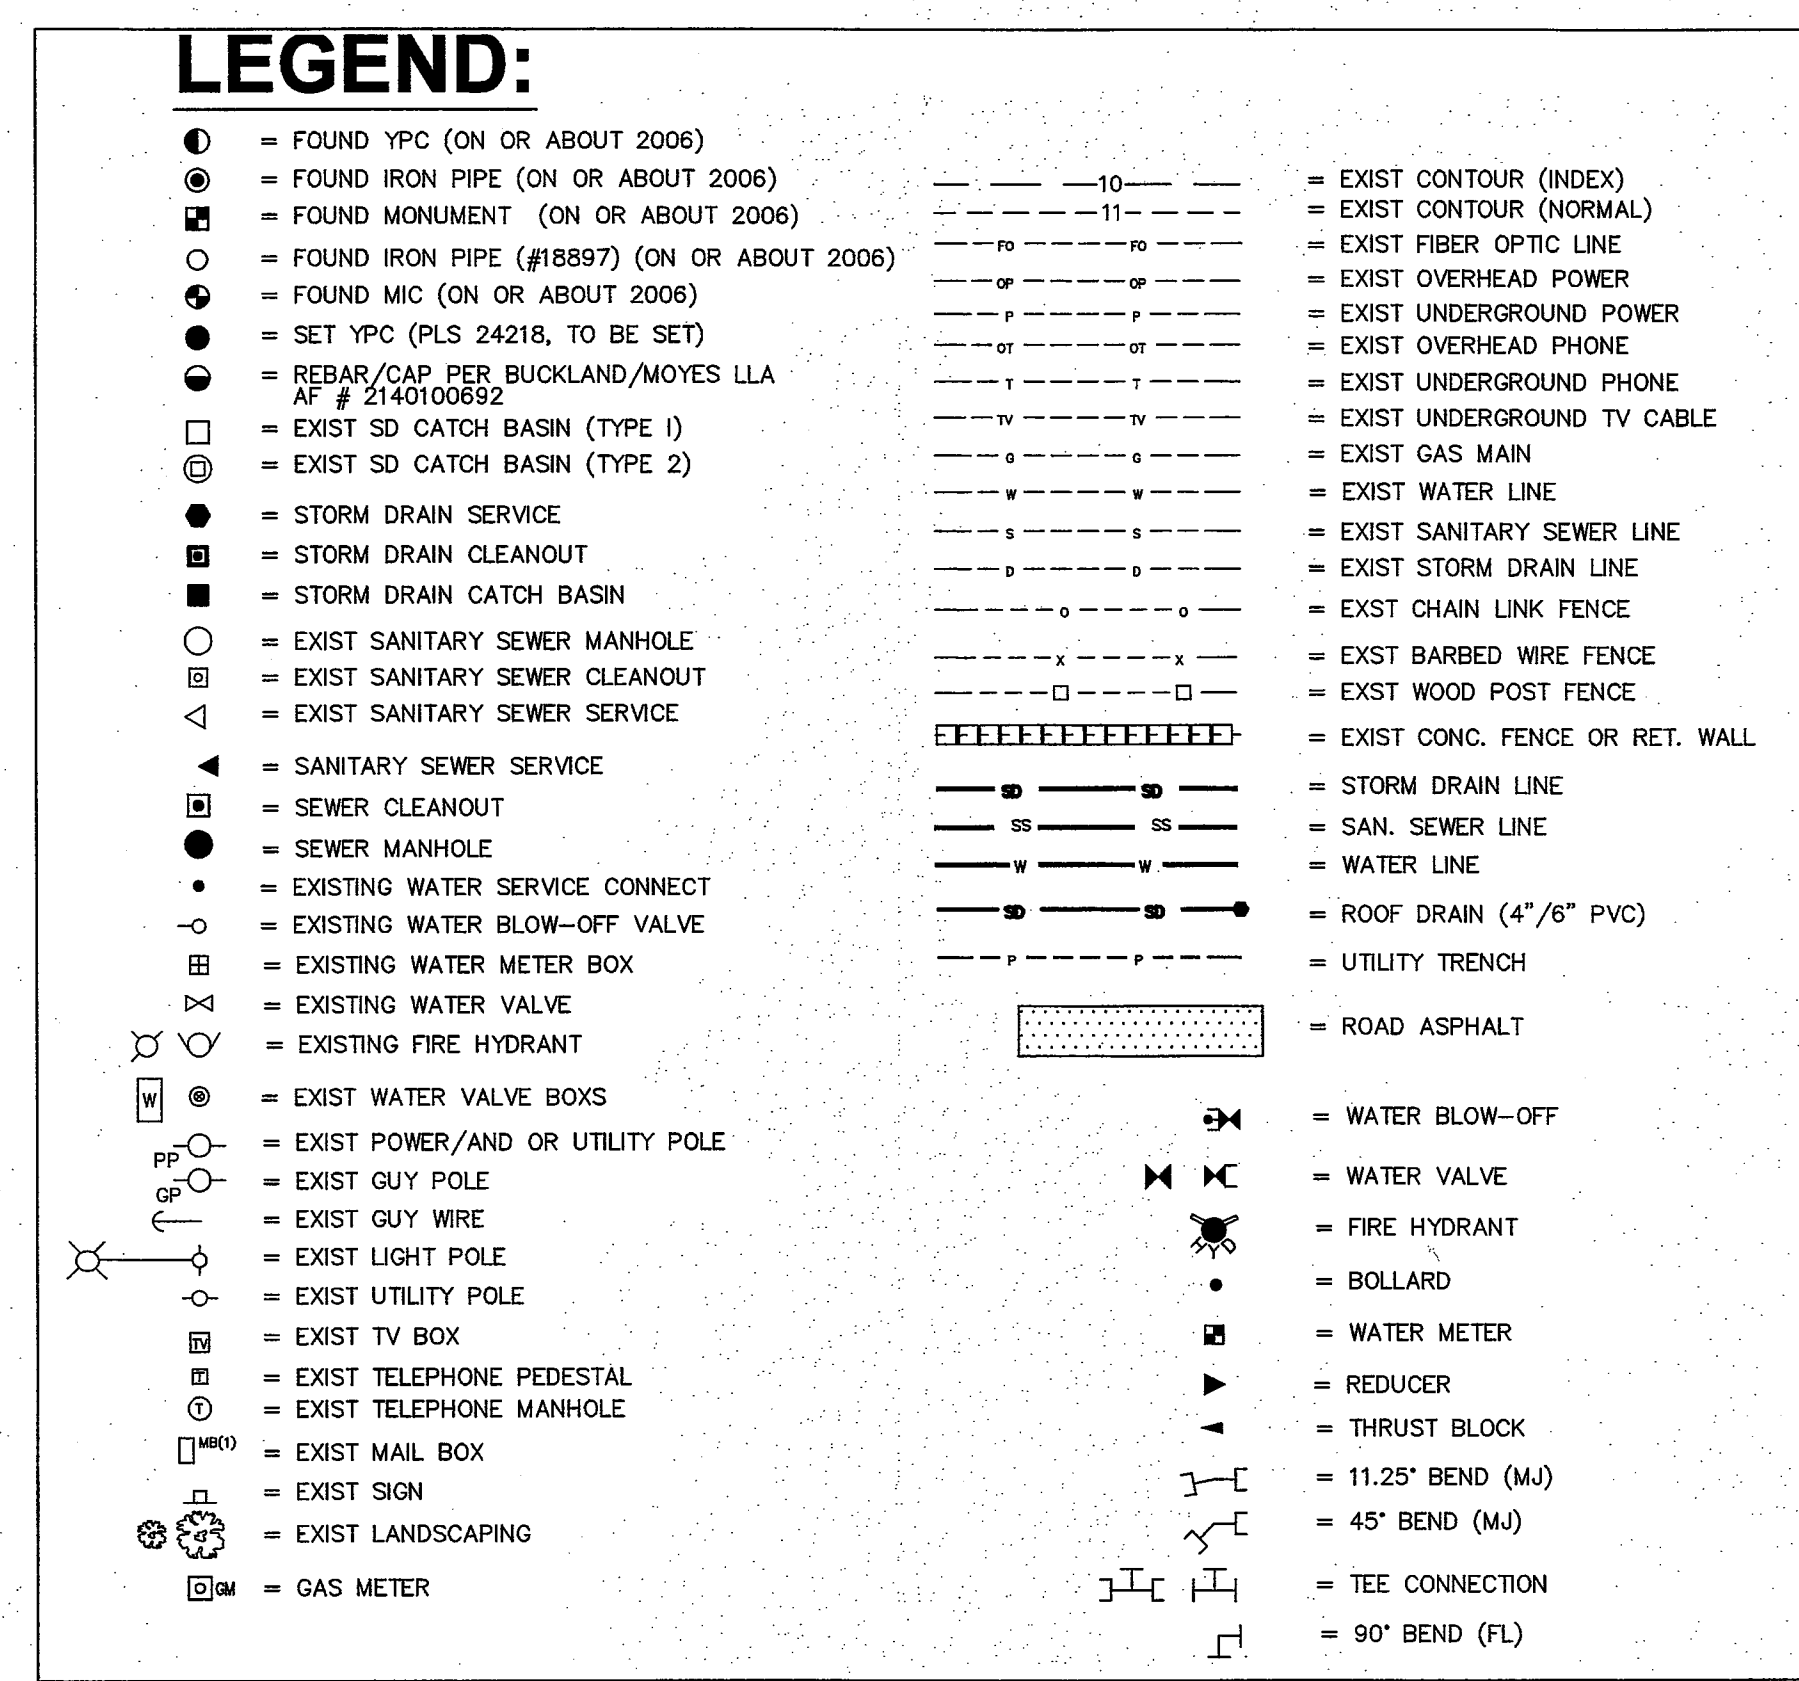 LEGEND:
= FOUND YPC (ON OR ABOUT 2006)
= FOUND IRON PIPE (ON OR ABOUT 2006)
= FOUND MONUMENT (ON OR ABOUT 2006)
= FOUND IRON PIPE (#18897) (ON OR ABOUT 2006)
= FOUND MIC (ON OR ABOUT 2006)
= SET YPC (PLS 24218, TO BE SET)
= REBAR/CAP PER BUCKLAND/MOYES LLA
AF # 2140100692
= EXIST SD CATCH BASIN (TYPE I)
= EXIST SD CATCH BASIN (TYPE 2)
= STORM DRAIN SERVICE
= STORM DRAIN CLEANOUT
= STORM DRAIN CATCH BASIN
= EXIST SANITARY SEWER MANHOLE
= EXIST SANITARY SEWER CLEANOUT
= EXIST SANITARY SEWER SERVICE
= SANITARY SEWER SERVICE
= SEWER CLEANOUT
= SEWER MANHOLE
= EXISTING WATER SERVICE CONNECT
= EXISTING WATER BLOW-OFF VALVE
= EXISTING WATER METER BOX
= EXISTING WATER VALVE
= EXISTING FIRE HYDRANT
W = EXIST WATER VALVE BOXS
PP = EXIST POWER/AND OR UTILITY POLE
GP = EXIST GUY POLE
= EXIST GUY WIRE
= EXIST LIGHT POLE
= EXIST UTILITY POLE
TV = EXIST TV BOX
T = EXIST TELEPHONE PEDESTAL
T = EXIST TELEPHONE MANHOLE
MB(1) = EXIST MAIL BOX
= EXIST SIGN
= EXIST LANDSCAPING
GM = GAS METER
10 = EXIST CONTOUR (INDEX)
11 = EXIST CONTOUR (NORMAL)
FO FO = EXIST FIBER OPTIC LINE
OP OP = EXIST OVERHEAD POWER
P P = EXIST UNDERGROUND POWER
OT OT = EXIST OVERHEAD PHONE
T T = EXIST UNDERGROUND PHONE
TV TV = EXIST UNDERGROUND TV CABLE
G G = EXIST GAS MAIN
W W = EXIST WATER LINE
S S = EXIST SANITARY SEWER LINE
D D = EXIST STORM DRAIN LINE
O O = EXST CHAIN LINK FENCE
X X = EXST BARBED WIRE FENCE
= EXST WOOD POST FENCE
= EXIST CONC. FENCE OR RET. WALL
SD SD = STORM DRAIN LINE
SS SS = SAN. SEWER LINE
W W = WATER LINE
SD SD = ROOF DRAIN (4"/6" PVC)
P P = UTILITY TRENCH
= ROAD ASPHALT
= WATER BLOW-OFF
= WATER VALVE
HYD = FIRE HYDRANT
= BOLLARD
= WATER METER
= REDUCER
= THRUST BLOCK
= 11.25° BEND (MJ)
= 45° BEND (MJ)
= TEE CONNECTION
= 90° BEND (FL)